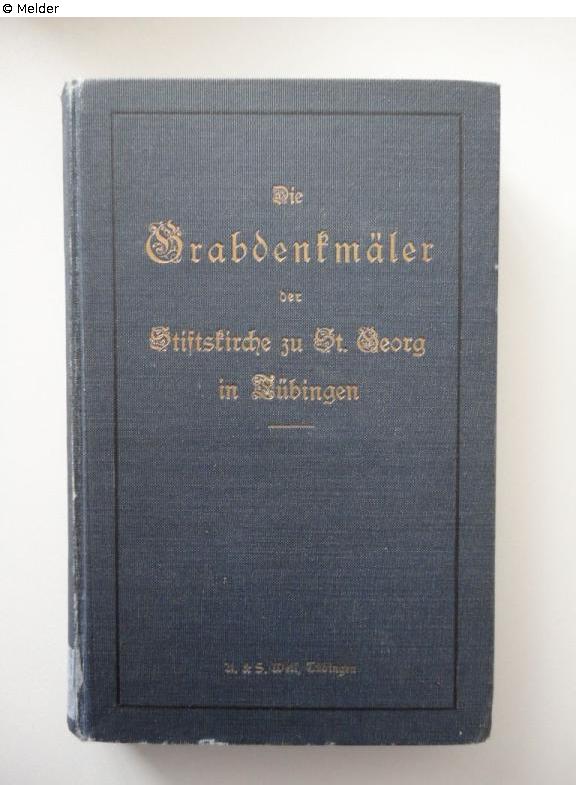 © Melder
Die
Grabdenkmäler
der
Stiftskirche zu St. Georg
in Tübingen
A. & S. Weil, Tübingen